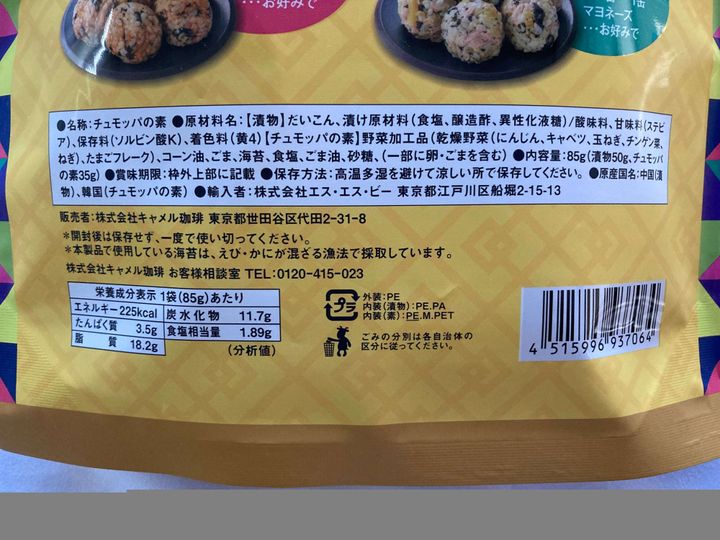 …お好みで
缶
マヨネーズ
…お好みで
●名称:チュモッパの素 ●原材料名:【漬物】だいこん、漬け原材料(食塩、醸造酢、異性化液糖)/酸味料、甘味料(ステビ
ア)、保存料(ソルビン酸K)、着色料(黄4)【チュモッパの素】野菜加工品(乾燥野菜(にんじん、キャベツ、玉ねぎ、チンゲン菜、
ねぎ)、たまごフレーク)、コーン油、ごま、海苔、食塩、ごま油、砂糖、(一部に卵・ごまを含む) ●内容量:85g(漬物50g、チュモッパ
の素35g) ●賞味期限:枠外上部に記載 ●保存方法:高温多湿を避けて涼しい所で保存してください。 ●原産国名:中国(漬
物)、韓国(チュモッパの素) ●輸入者:株式会社エス・エス・ビー 東京都江戸川区船堀2-15-13
販売者:株式会社キャメル珈琲 東京都世田谷区代田2-31-8
*開封後は保存せず、一度で使い切ってください。
*本製品で使用している海苔は、えび・かにが混ざる漁法で採取しています。
株式会社キャメル珈琲 お客様相談室 TEL:0120-415-023
栄養成分表示 1袋(85g)あたり
エネルギー 225kcal 炭水化物 11.7g
たんぱく質 3.5g 食塩相当量 1.89g
脂質 18.2g (分析値)
プラ
外装:PE
内装(漬物):PE.PA
内装(素):PE.M.PET
ごみの分別は各自治体の
区分に従ってください。
4 515996 937064